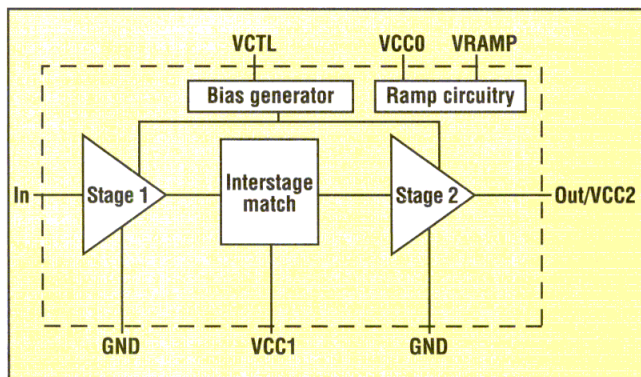 VCTL
VCC0
VRAMP
Bias generator
Ramp circuitry
In
Stage 1
Interstage
match
Stage 2
Out/VCC2
GND
VCC1
GND